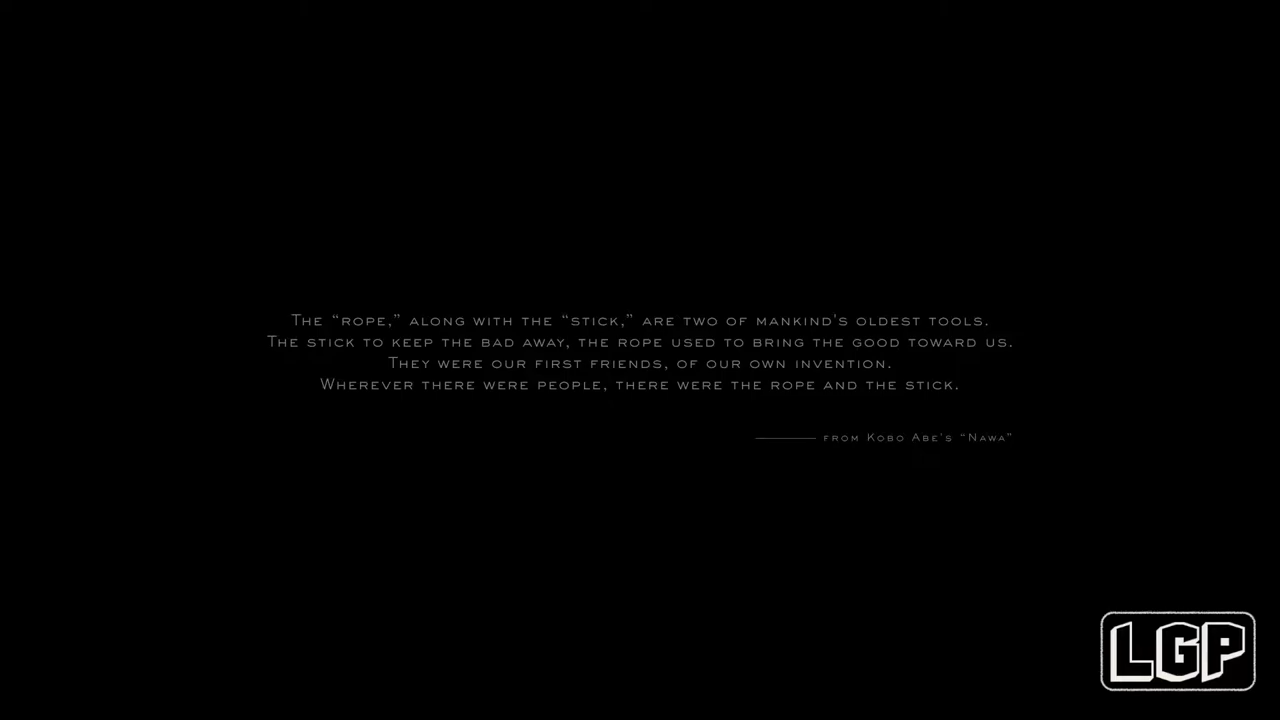 The “rope,” along with the “stick,” are two of mankind's oldest tools.
The stick to keep the bad away, the rope used to bring the good toward us.
They were our first friends, of our own invention.
Wherever there were people, there were the rope and the stick.
from Kobo Abe's “Nawa”
LGP